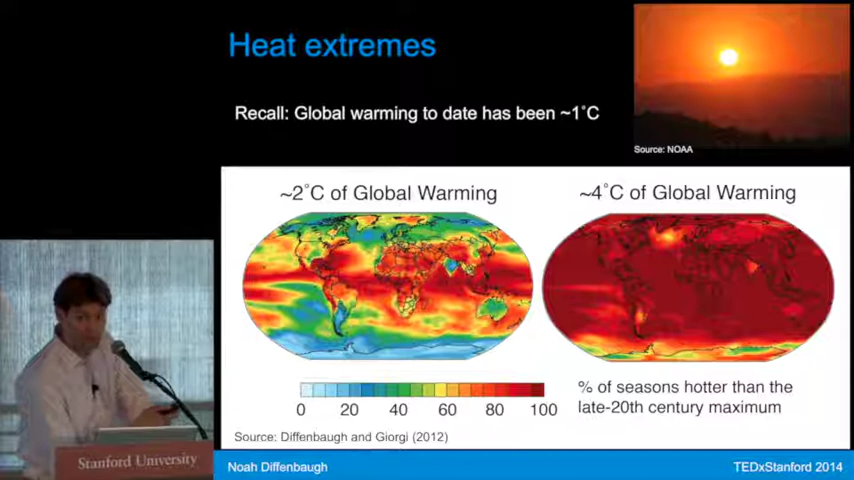 Heat extremes
Recall: Global warming to date has been ~1˚C
Source: NOAA
~2˚C of Global Warming
~4˚C of Global Warming
0 20 40 60 80 100
% of seasons hotter than the
late-20th century maximum
Source: Diffenbaugh and Giorgi (2012)
Stanford University
Noah Diffenbaugh
TEDxStanford 2014